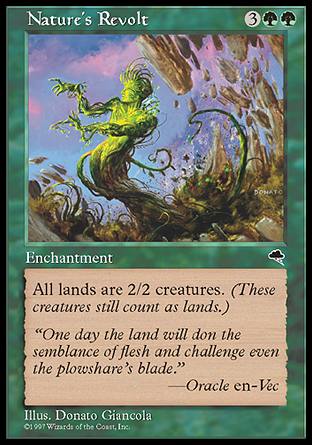 Nature's Revolt 3
DONATO
Enchantment
All lands are 2/2 creatures. (These
creatures still count as lands.)
“One day the land will don the
semblance of flesh and challenge even
the plowshare's blade.”
—Oracle en-Vec
Illus. Donato Giancola
©1997 Wizards of the Coast, Inc.